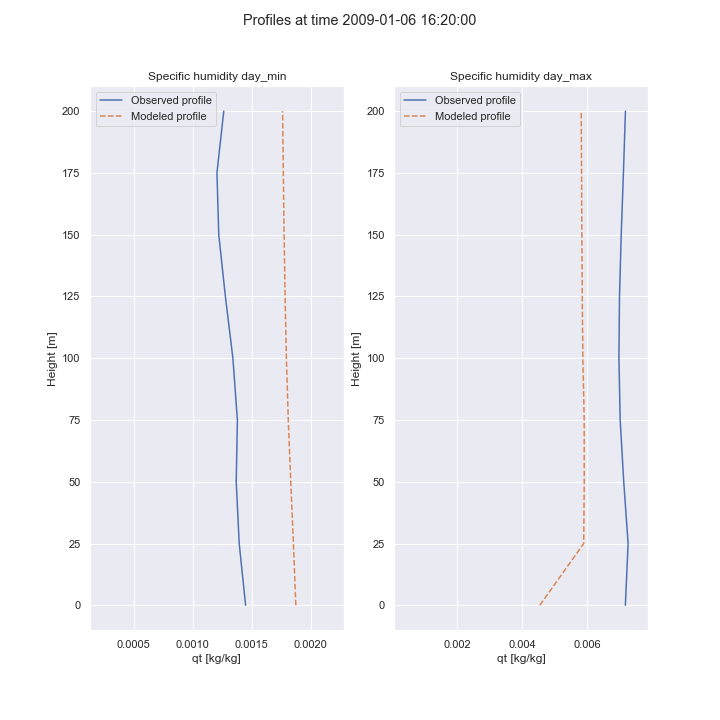 Profiles at time 2009-01-06 16:20:00
Specific humidity day_min
Observed profile
Modeled profile
200
175
150
125
100
75
50
25
0
Height [m]
0.0005 0.0010 0.0015 0.0020
qt [kg/kg]
Specific humidity day_max
Observed profile
Modeled profile
200
175
150
125
100
75
50
25
0
Height [m]
0.002 0.004 0.006
qt [kg/kg]